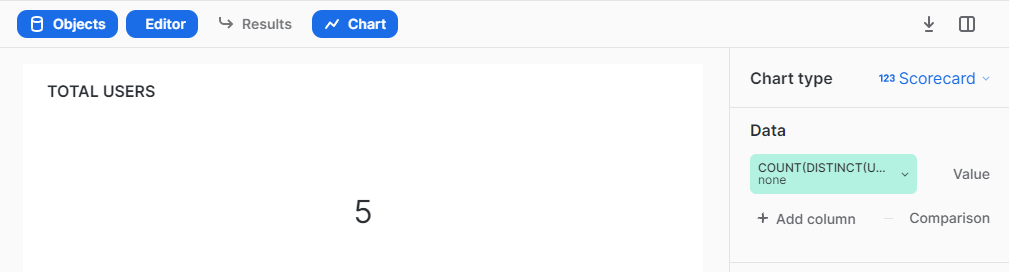 Objects Editor Results Chart
Chart type 123 Scorecard
TOTAL USERS
Data
COUNT(DISTINCT(U...
none
Value
5
+ Add column — Comparison